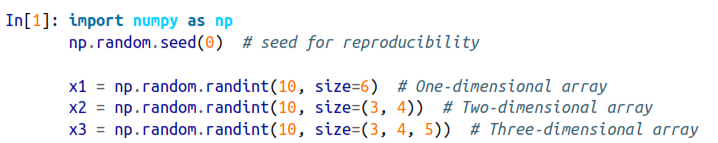 In[1]: import numpy as np
np.random.seed(0)  # seed for reproducibility
x1 = np.random.randint(10, size=6)  # One-dimensional array
x2 = np.random.randint(10, size=(3, 4))  # Two-dimensional array
x3 = np.random.randint(10, size=(3, 4, 5))  # Three-dimensional array